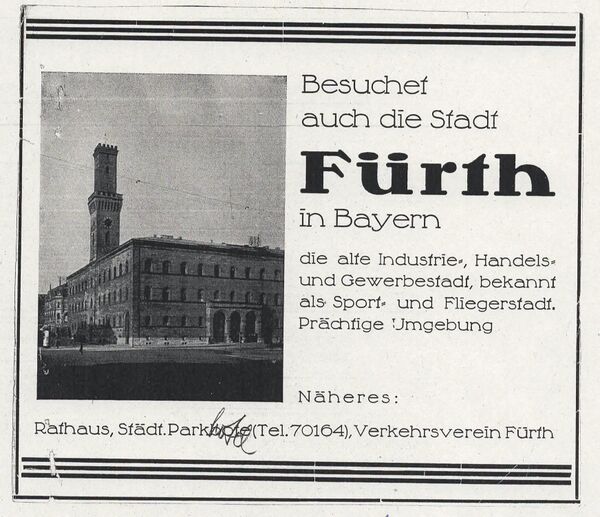 Besuchet
auch die Stadt
Fürth
in Bayern
die alte Industrie-, Handels-
und Gewerbestadt, bekannt
als Sport- und Fliegerstadt.
Prächtige Umgebung
Näheres:
Rathaus, Städt. Parkhotel (Tel. 70164), Verkehrsverein Fürth